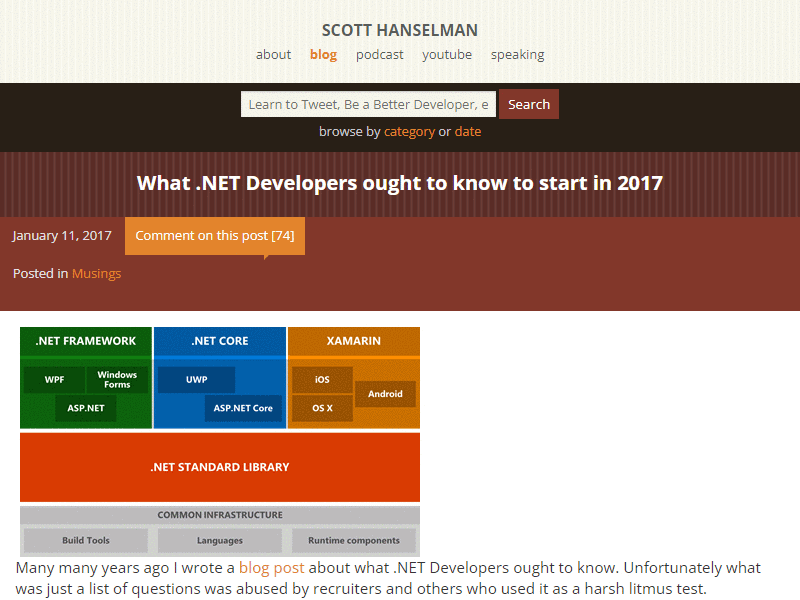 SCOTT HANSELMAN
about blog podcast youtube speaking
Learn to Tweet, Be a Better Developer, e Search
browse by category or date
What .NET Developers ought to know to start in 2017
January 11, 2017 Comment on this post [74]
Posted in Musings
.NET FRAMEWORK .NET CORE XAMARIN
WPF Windows Forms UWP iOS Android
ASP.NET ASP.NET Core OS X
.NET STANDARD LIBRARY
COMMON INFRASTRUCTURE
Build Tools Languages Runtime components
Many many years ago I wrote a blog post about what .NET Developers ought to know. Unfortunately what
was just a list of questions was abused by recruiters and others who used it as a harsh litmus test.